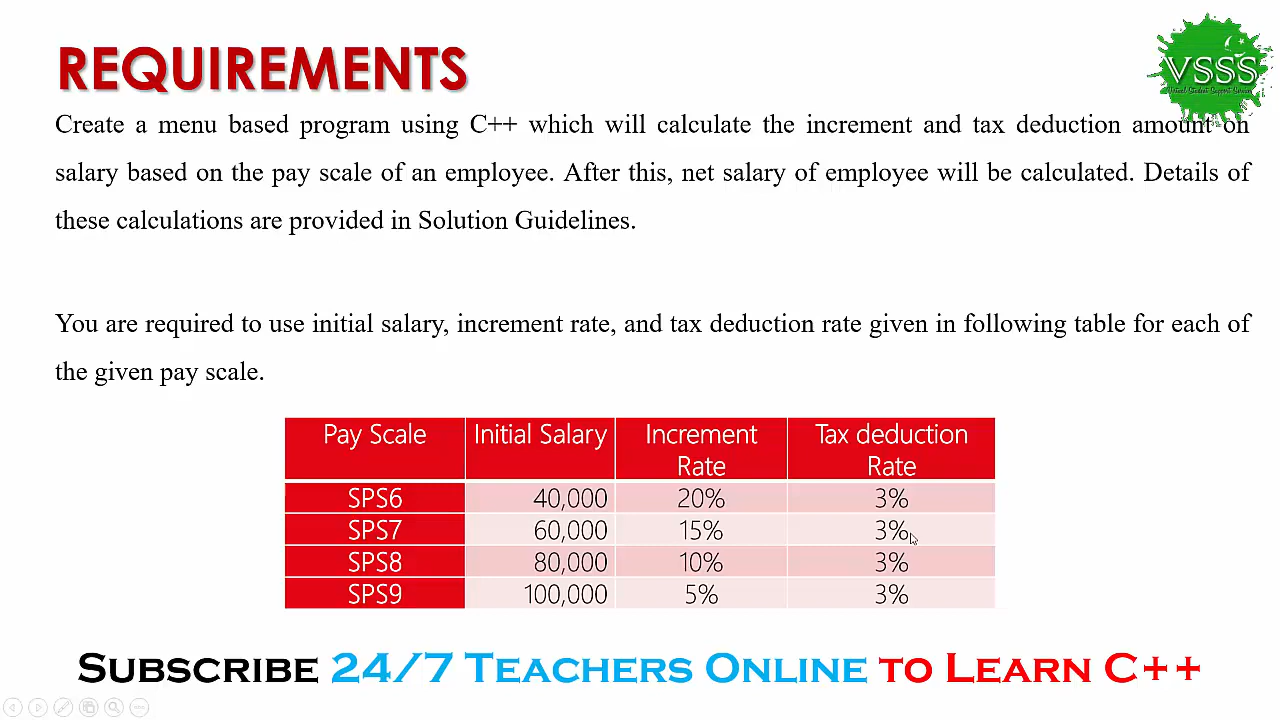 REQUIREMENTS
VSSS
Create a menu based program using C++ which will calculate the increment and tax deduction amount on
salary based on the pay scale of an employee. After this, net salary of employee will be calculated. Details of
these calculations are provided in Solution Guidelines.
You are required to use initial salary, increment rate, and tax deduction rate given in following table for each of
the given pay scale.
Pay Scale Initial Salary Increment Rate Tax deduction Rate
SPS6 40,000 20% 3%
SPS7 60,000 15% 3%
SPS8 80,000 10% 3%
SPS9 100,000 5% 3%
SUBSCRIBE 24/7 TEACHERS ONLINE TO LEARN C++